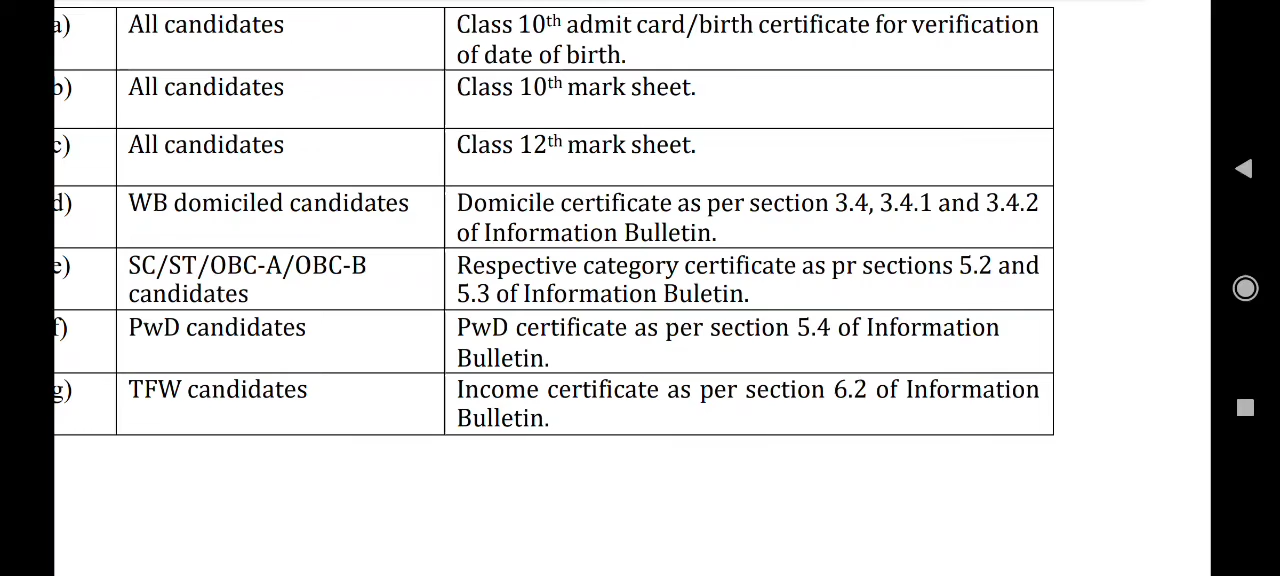 a) All candidates Class 10th admit card/birth certificate for verification
of date of birth.
b) All candidates Class 10th mark sheet.
c) All candidates Class 12th mark sheet.
d) WB domiciled candidates Domicile certificate as per section 3.4, 3.4.1 and 3.4.2
of Information Bulletin.
e) SC/ST/OBC-A/OBC-B Respective category certificate as pr sections 5.2 and
candidates 5.3 of Information Buletin.
f) PwD candidates PwD certificate as per section 5.4 of Information
Bulletin.
g) TFW candidates Income certificate as per section 6.2 of Information
Bulletin.